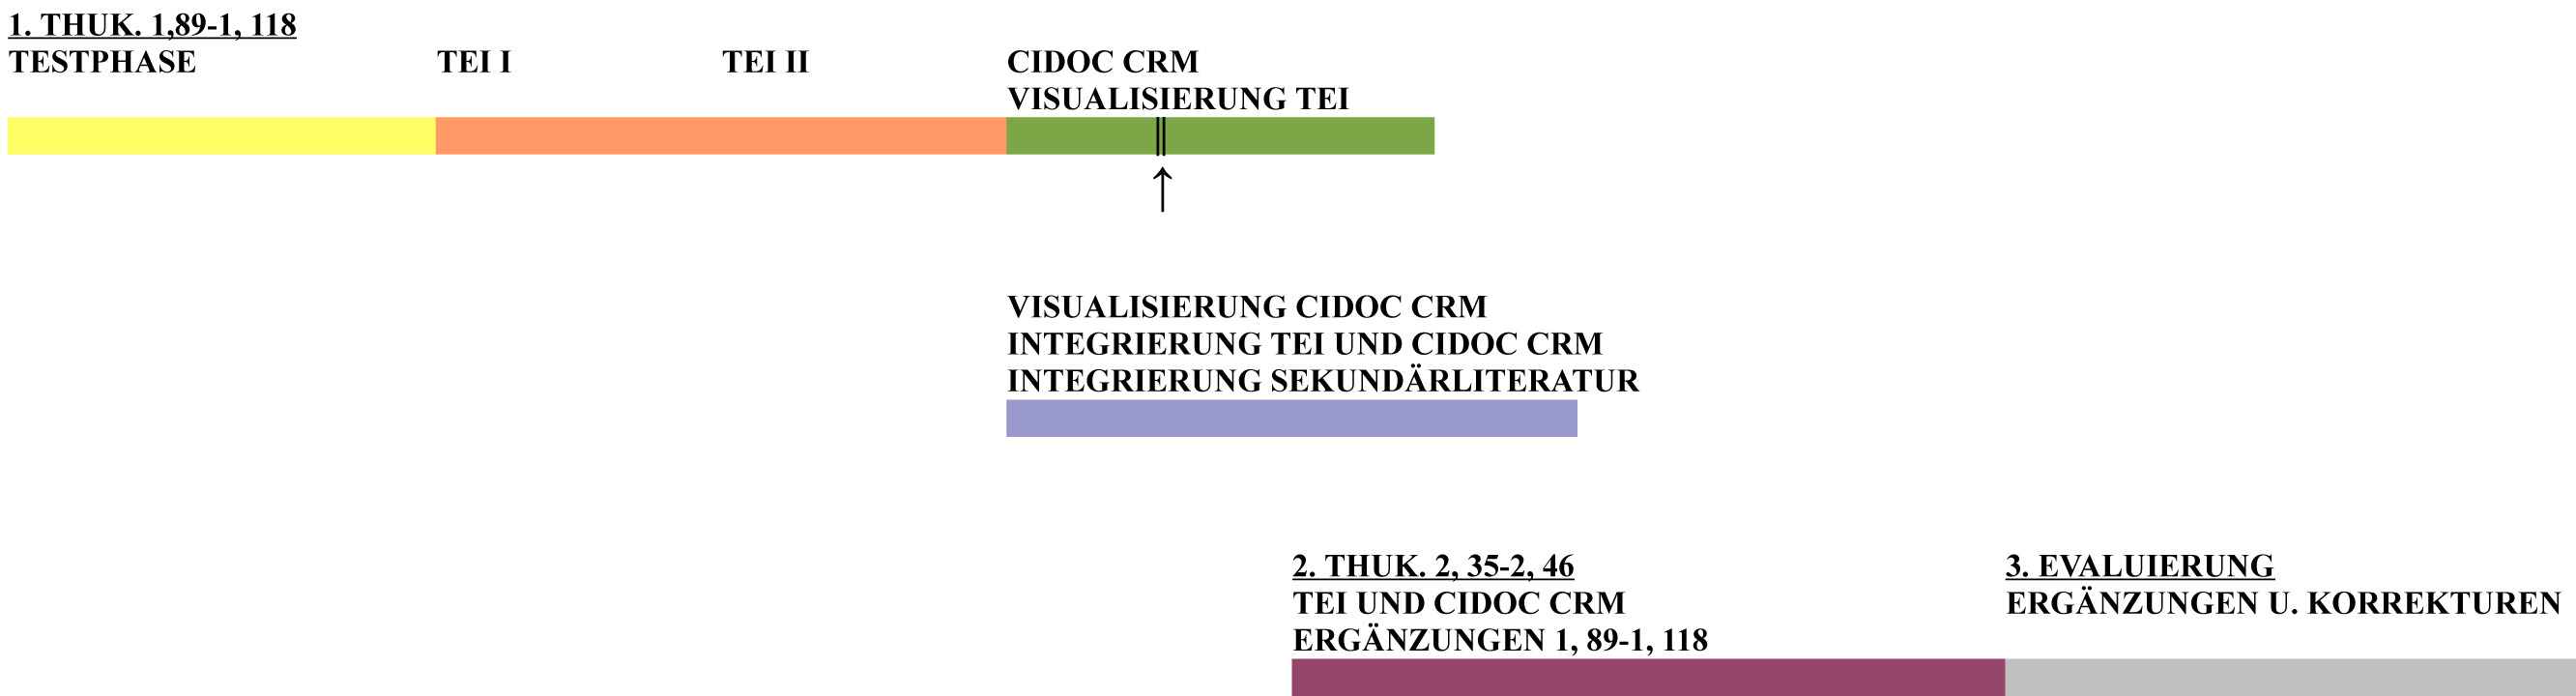 1. THUK. 1,89-1, 118
TESTPHASE TEI I TEI II CIDOC CRM
VISUALISIERUNG TEI
VISUALISIERUNG CIDOC CRM
INTEGRIERUNG TEI UND CIDOC CRM
INTEGRIERUNG SEKUNDÄRLITERATUR
2. THUK. 2, 35-2, 46
TEI UND CIDOC CRM
ERGÄNZUNGEN 1, 89-1, 118
3. EVALUIERUNG
ERGÄNZUNGEN U. KORREKTUREN